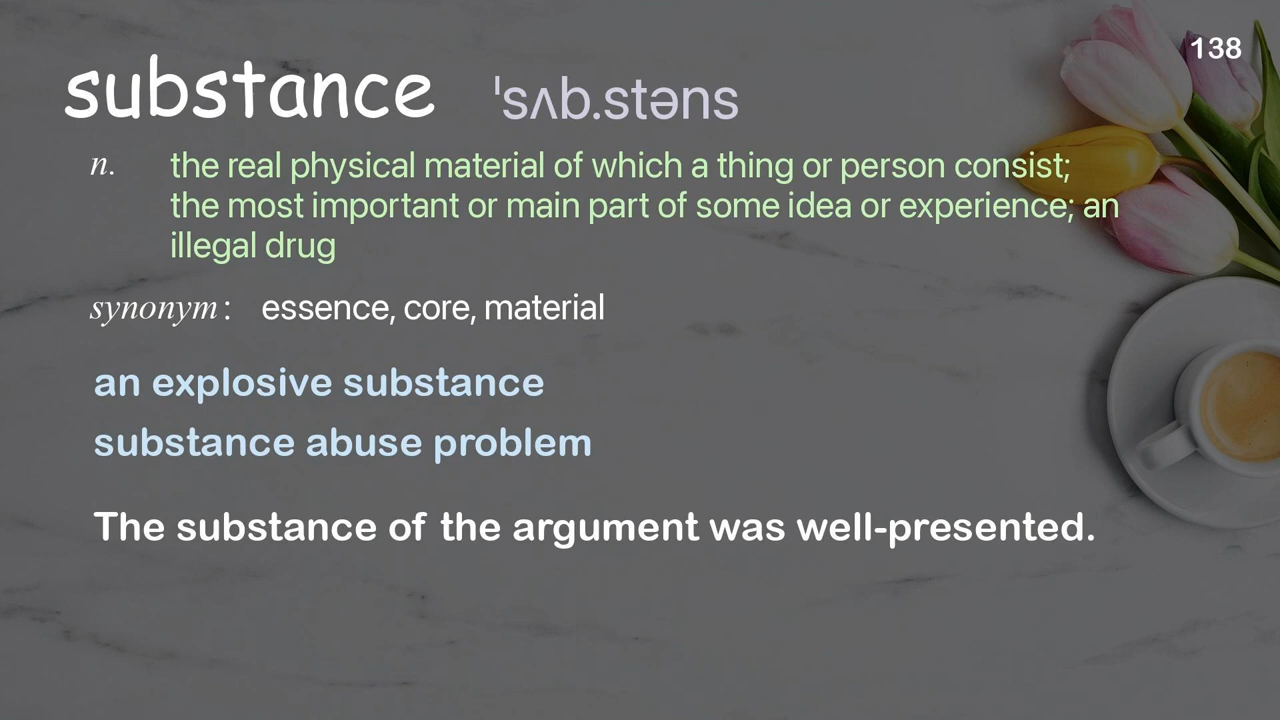 138
substance ˈsʌb.stəns
n. the real physical material of which a thing or person consist;
the most important or main part of some idea or experience; an
illegal drug
synonym: essence, core, material
an explosive substance
substance abuse problem
The substance of the argument was well-presented.